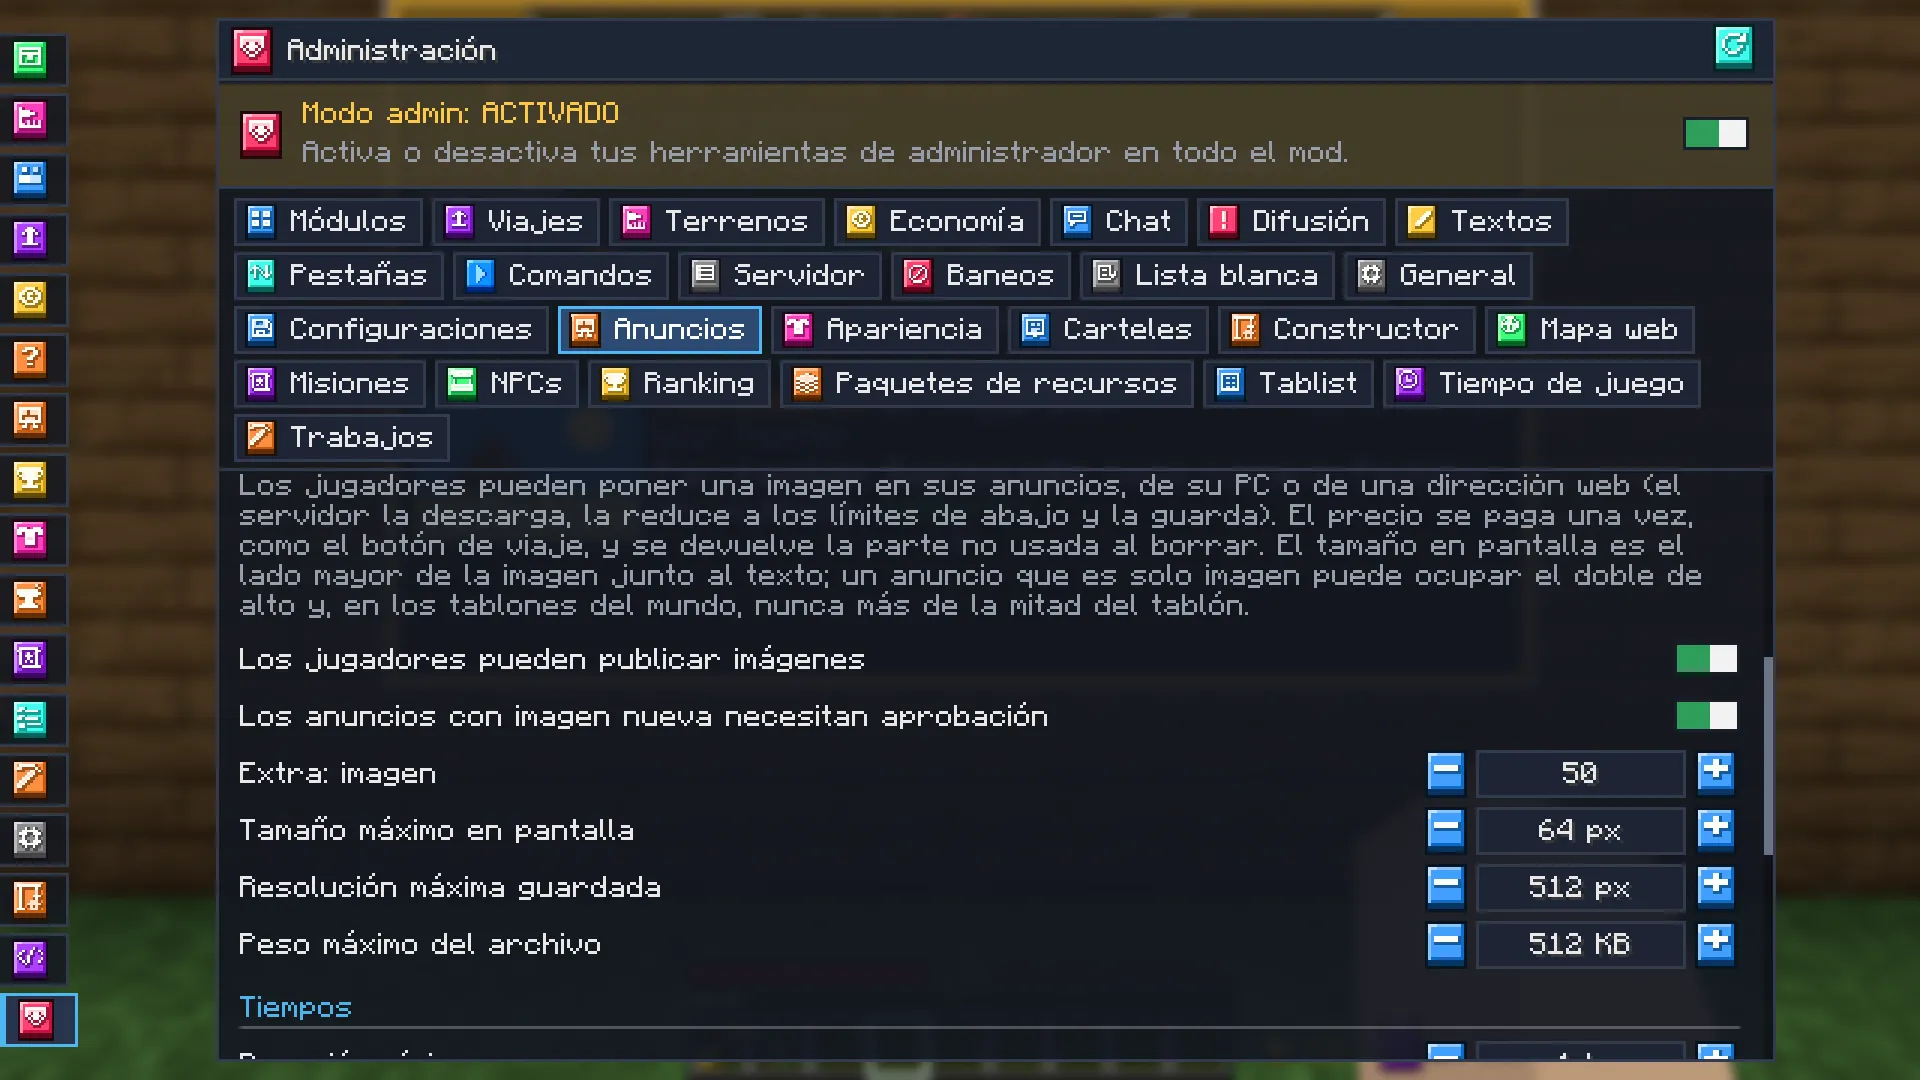 Administración
Modo admin: ACTIVADO
Activa o desactiva tus herramientas de administrador en todo el mod.
Módulos Viajes Terrenos Economía Chat Difusión Textos
Pestañas Comandos Servidor Baneos Lista blanca General
Configuraciones Anuncios Apariencia Carteles Constructor Mapa web
Misiones NPCs Ranking Paquetes de recursos Tablist Tiempo de juego
Trabajos
Los jugadores pueden poner una imagen en sus anuncios, de su PC o de una dirección web (el
servidor la descarga, la reduce a los límites de abajo y la guarda). El precio se paga una vez,
como el botón de viaje, y se devuelve la parte no usada al borrar. El tamaño en pantalla es el
lado mayor de la imagen junto al texto; un anuncio que es solo imagen puede ocupar el doble de
alto y, en los tablones del mundo, nunca más de la mitad del tablón.
Los jugadores pueden publicar imágenes
Los anuncios con imagen nueva necesitan aprobación
Extra: imagen 50
Tamaño máximo en pantalla 64 px
Resolución máxima guardada 512 px
Peso máximo del archivo 512 KB
Tiempos